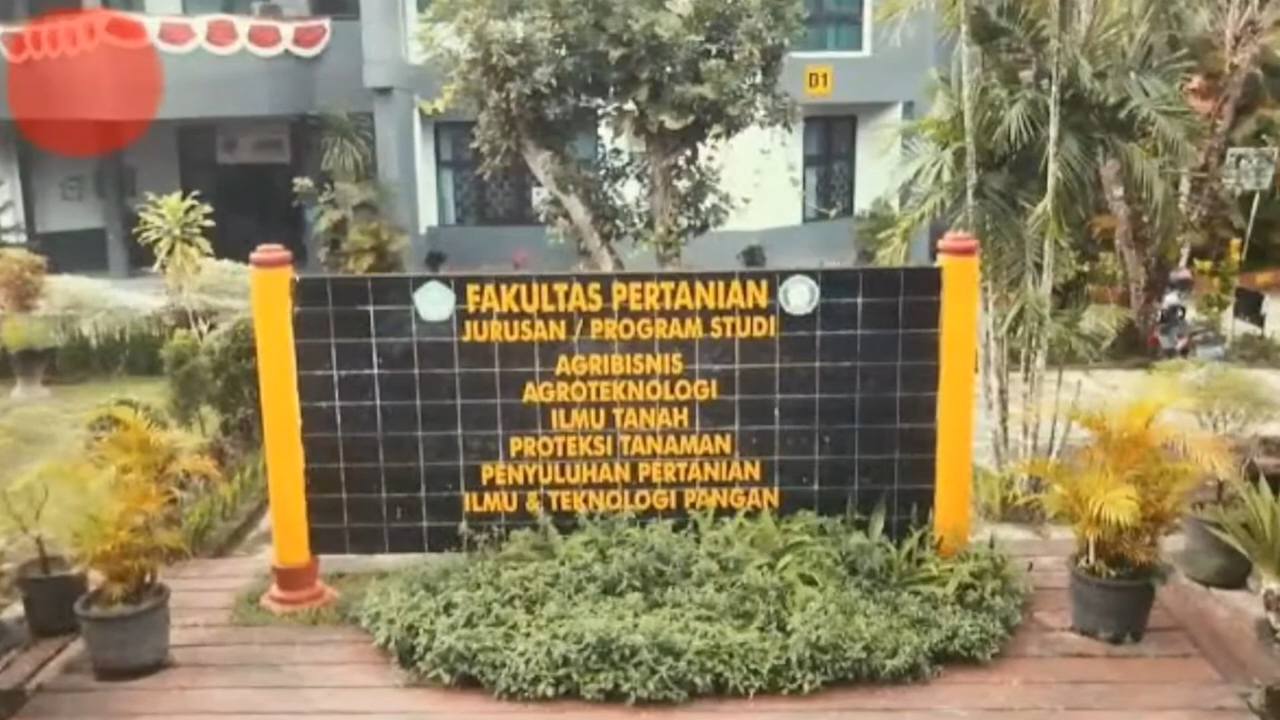 D1
FAKULTAS PERTANIAN
JURUSAN / PROGRAM STUDI
AGRIBISNIS
AGROTEKNOLOGI
ILMU TANAH
PROTEKSI TANAMAN
PENYULUHAN PERTANIAN
ILMU & TEKNOLOGI PANGAN